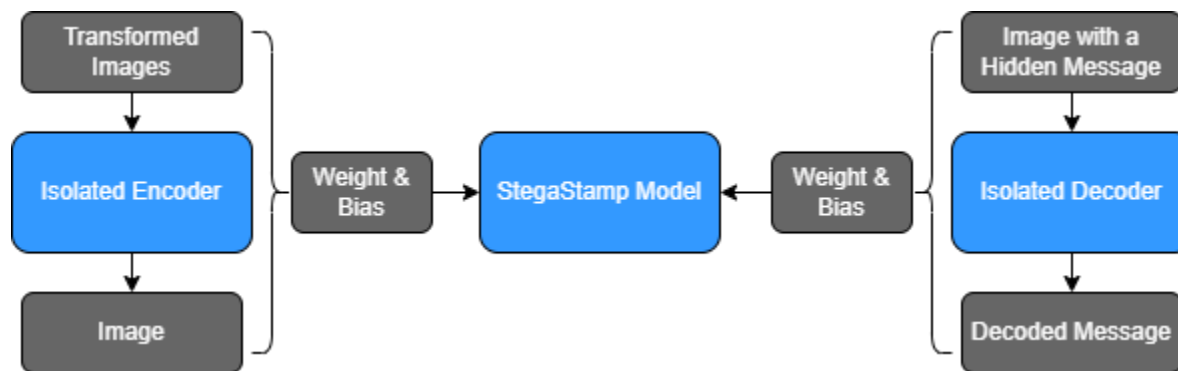 Transformed
Images
Isolated Encoder
Image
Weight &
Bias
StegaStamp Model
Weight &
Bias
Image with a
Hidden Message
Isolated Decoder
Decoded Message